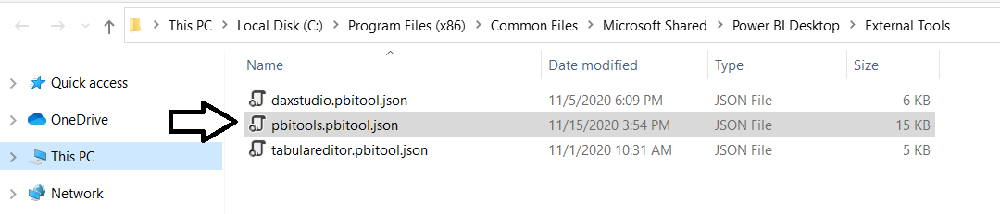 This PC > Local Disk (C:) > Program Files (x86) > Common Files > Microsoft Shared > Power BI Desktop > External Tools
Quick access
OneDrive
This PC
Network
Name Date modified Type Size
daxstudio.pbitool.json 11/5/2020 6:09 PM JSON File 6 KB
pbitools.pbitool.json 11/15/2020 3:54 PM JSON File 15 KB
tabulareditor.pbitool.json 11/1/2020 10:31 AM JSON File 5 KB